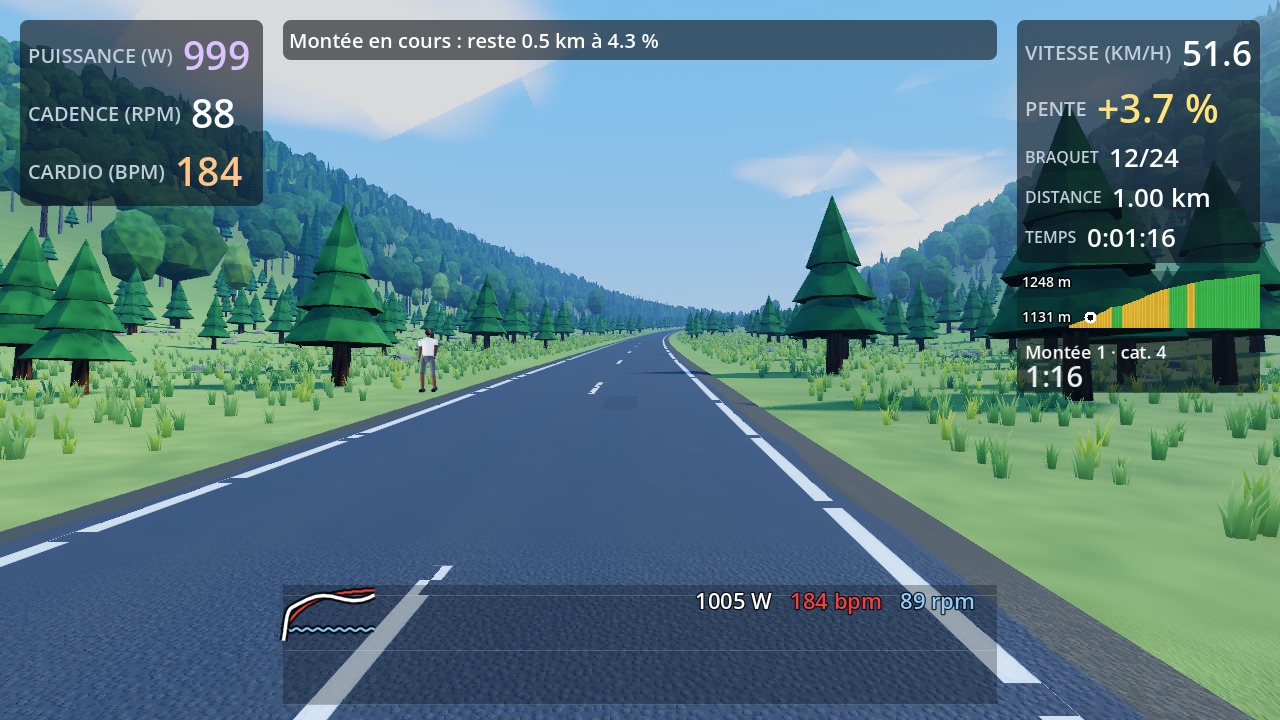 PUISSANCE (W) 999
CADENCE (RPM) 88
CARDIO (BPM) 184
Montée en cours : reste 0.5 km à 4.3 %
VITESSE (KM/H) 51.6
PENTE +3.7 %
BRAQUET 12/24
DISTANCE 1.00 km
TEMPS 0:01:16
1248 m
1131 m
Montée 1 · cat. 4
1:16
1005 W 184 bpm 89 rpm